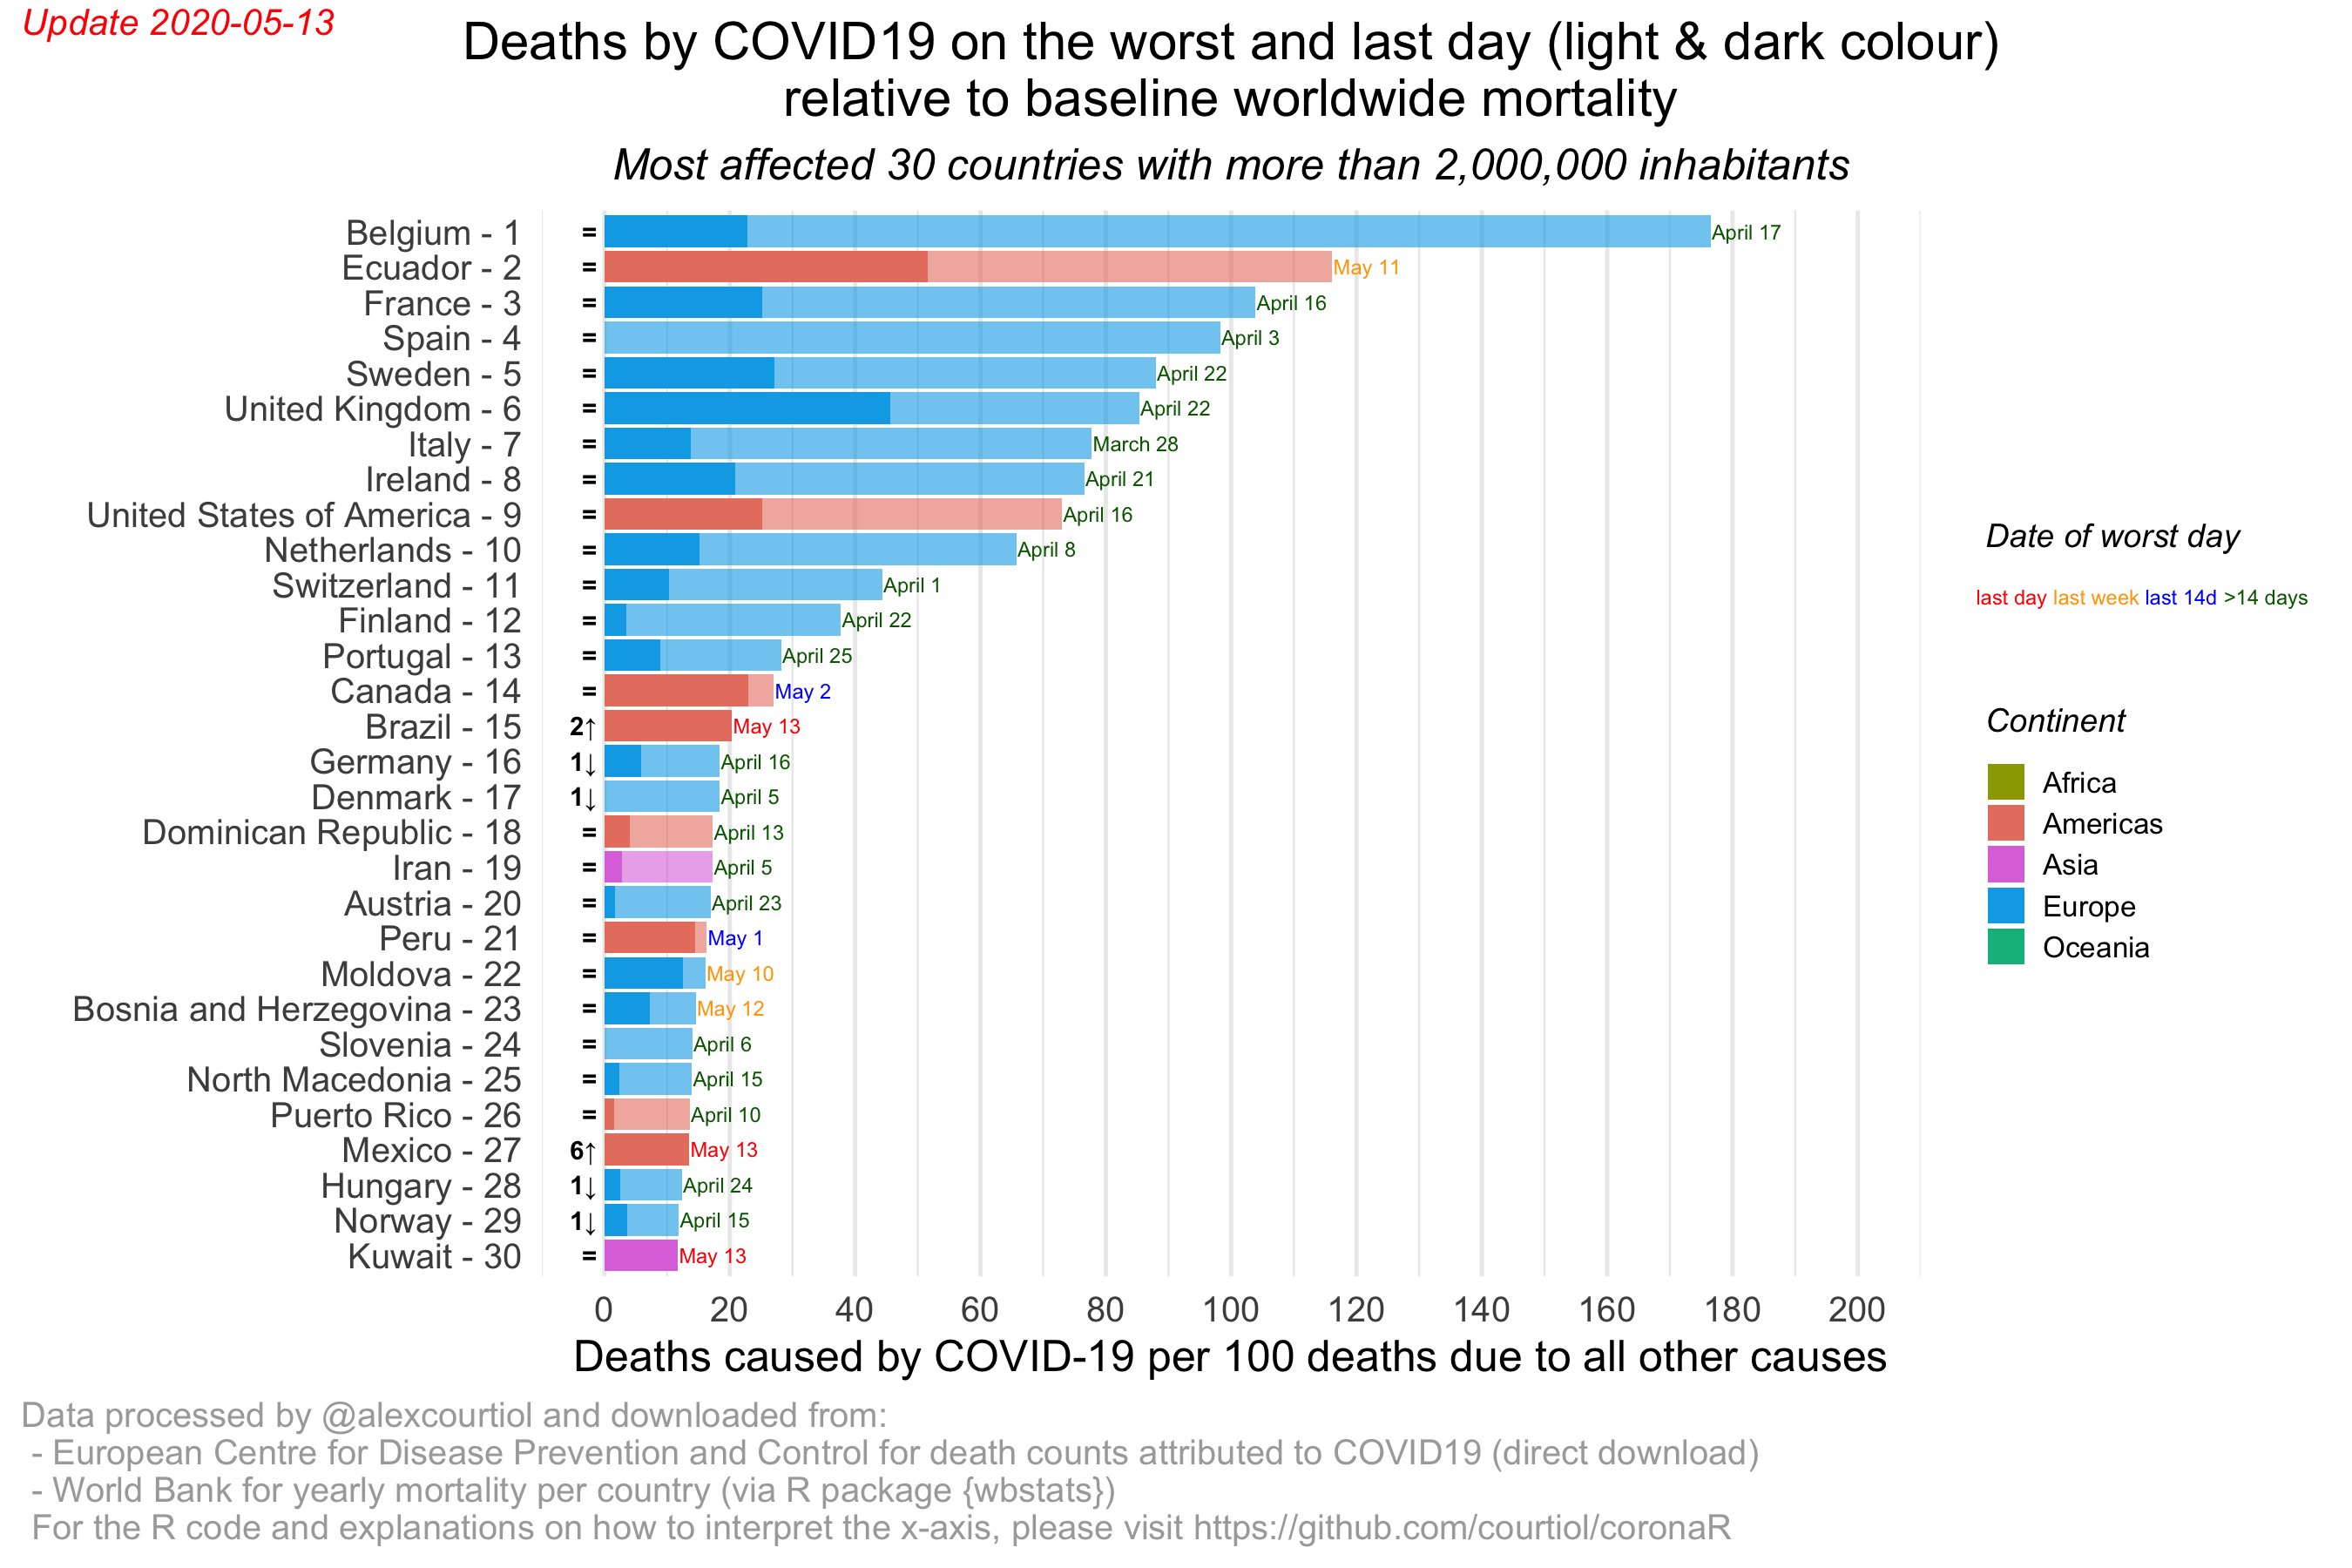 Update 2020-05-13
Deaths by COVID19 on the worst and last day (light & dark colour)
relative to baseline worldwide mortality
Most affected 30 countries with more than 2,000,000 inhabitants
Belgium - 1 = April 17
Ecuador - 2 = May 11
France - 3 = April 16
Spain - 4 = April 3
Sweden - 5 = April 22
United Kingdom - 6 = April 22
Italy - 7 = March 28
Ireland - 8 = April 21
United States of America - 9 = April 16
Netherlands - 10 = April 8
Switzerland - 11 = April 1
Finland - 12 = April 22
Portugal - 13 = April 25
Canada - 14 = May 2
Brazil - 15 2↑ May 13
Germany - 16 1↓ April 16
Denmark - 17 1↓ April 5
Dominican Republic - 18 = April 13
Iran - 19 = April 5
Austria - 20 = April 23
Peru - 21 = May 1
Moldova - 22 = May 10
Bosnia and Herzegovina - 23 = May 12
Slovenia - 24 = April 6
North Macedonia - 25 = April 15
Puerto Rico - 26 = April 10
Mexico - 27 6↑ May 13
Hungary - 28 1↓ April 24
Norway - 29 1↓ April 15
Kuwait - 30 = May 13
0 20 40 60 80 100 120 140 160 180 200
Deaths caused by COVID-19 per 100 deaths due to all other causes
Date of worst day
last day last week last 14d >14 days
Continent
Africa
Americas
Asia
Europe
Oceania
Data processed by @alexcourtiol and downloaded from:
- European Centre for Disease Prevention and Control for death counts attributed to COVID19 (direct download)
- World Bank for yearly mortality per country (via R package {wbstats})
For the R code and explanations on how to interpret the x-axis, please visit https://github.com/courtiol/coronaR